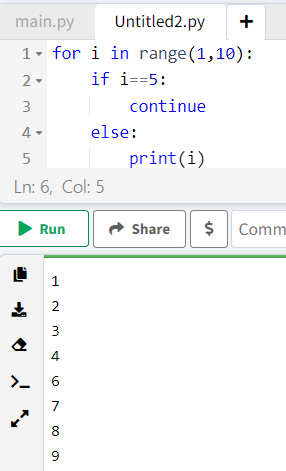 main.py Untitled2.py +
1 for i in range(1,10):
2     if i==5:
3         continue
4     else:
5         print(i)
Ln: 6, Col: 5
Run Share $ Comm
1
2
3
4
6
7
8
9